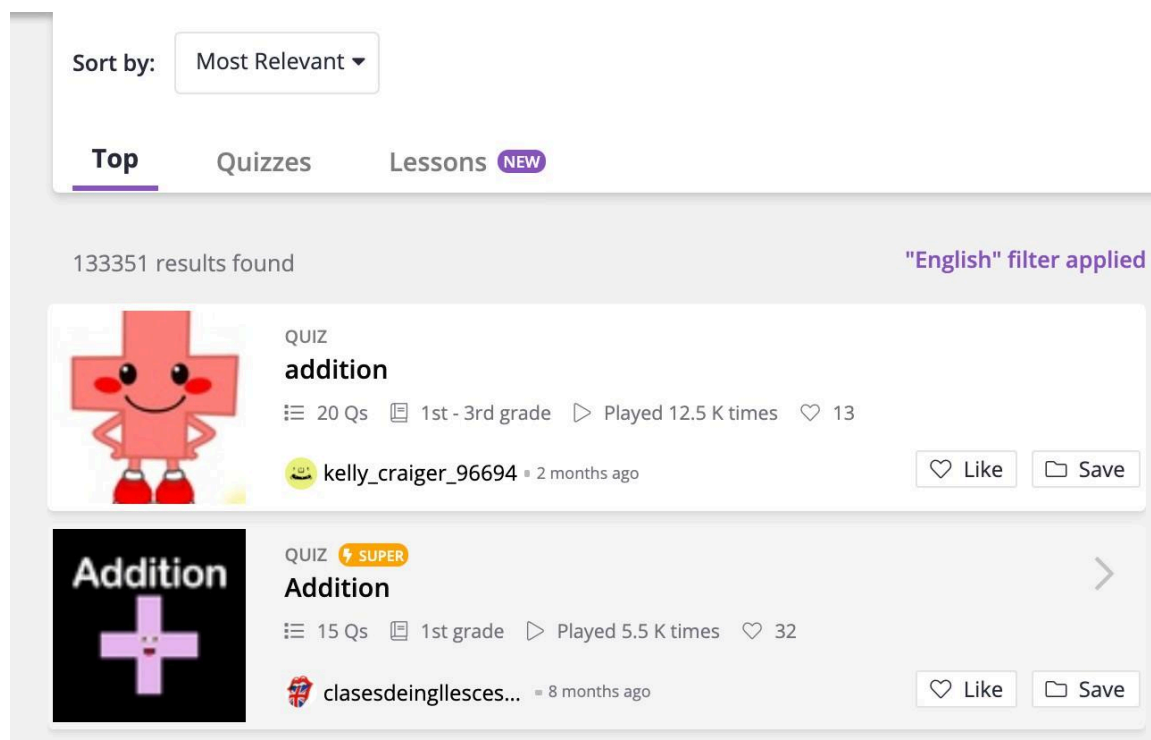 Sort by: Most Relevant
Top Quizzes Lessons NEW
133351 results found "English" filter applied
QUIZ
addition
20 Qs 1st - 3rd grade Played 12.5 K times 13
kelly_craiger_96694 2 months ago Like Save
Addition
QUIZ SUPER
Addition
15 Qs 1st grade Played 5.5 K times 32
clasesdeingllesces... 8 months ago Like Save